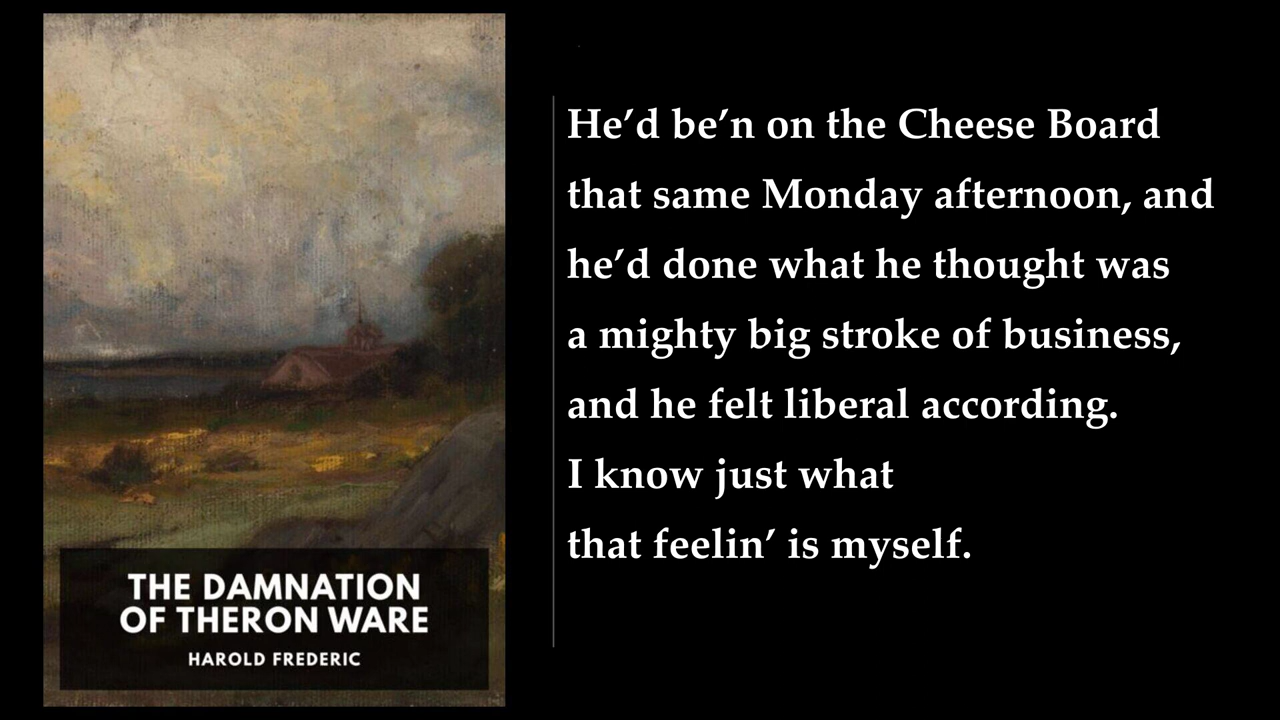 He’d be’n on the Cheese Board
that same Monday afternoon, and
he’d done what he thought was
a mighty big stroke of business,
and he felt liberal according.
I know just what
that feelin’ is myself.
THE DAMNATION
OF THERON WARE
HAROLD FREDERIC